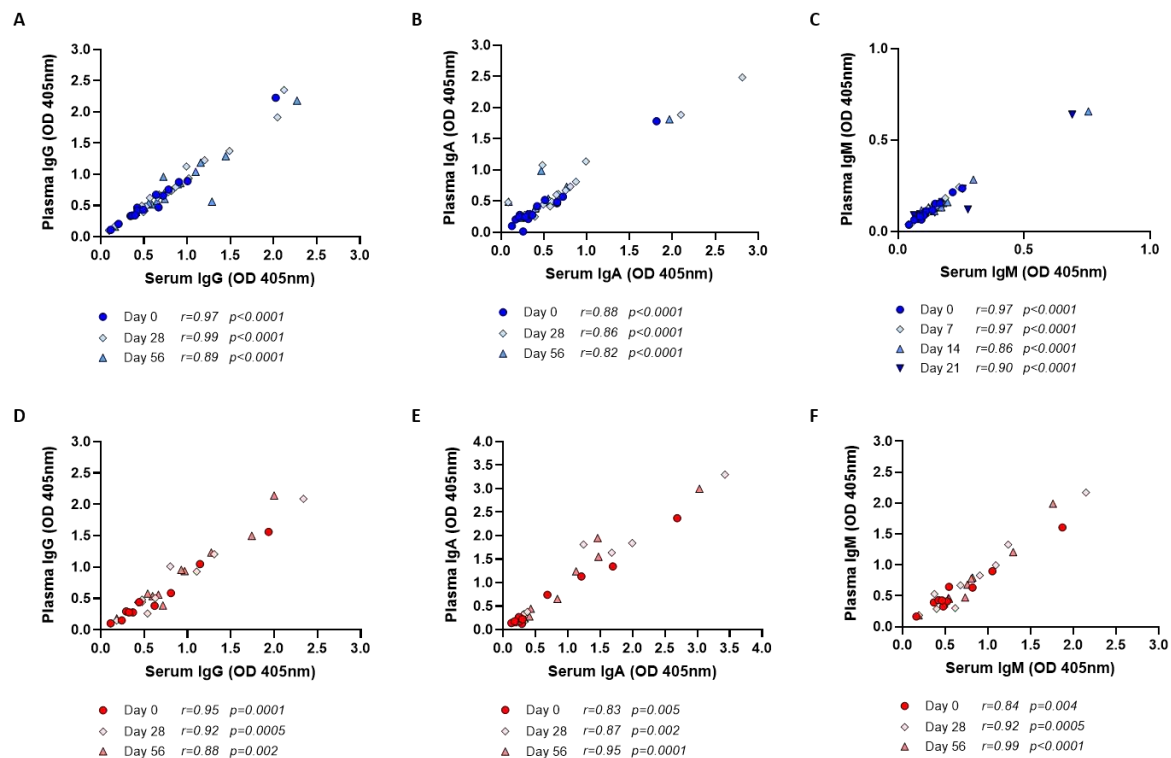 A
Plasma IgG (OD 405nm)
3.0
2.5
2.0
1.5
1.0
0.5
0.0
0.0 0.5 1.0 1.5 2.0 2.5 3.0
Serum IgG (OD 405nm)
Day 0 r=0.97 p<0.0001
Day 28 r=0.99 p<0.0001
Day 56 r=0.89 p<0.0001
B
Plasma IgA (OD 405nm)
3.0
2.5
2.0
1.5
1.0
0.5
0.0
0.0 0.5 1.0 1.5 2.0 2.5 3.0
Serum IgA (OD 405nm)
Day 0 r=0.88 p<0.0001
Day 28 r=0.86 p<0.0001
Day 56 r=0.82 p<0.0001
C
Plasma IgM (OD 405nm)
1.0
0.5
0.0
0.0 0.5 1.0
Serum IgM (OD 405nm)
Day 0 r=0.97 p<0.0001
Day 7 r=0.97 p<0.0001
Day 14 r=0.86 p<0.0001
Day 21 r=0.90 p<0.0001
D
Plasma IgG (OD 405nm)
3.0
2.5
2.0
1.5
1.0
0.5
0.0
0.0 0.5 1.0 1.5 2.0 2.5 3.0
Serum IgG (OD 405nm)
Day 0 r=0.95 p=0.0001
Day 28 r=0.92 p=0.0005
Day 56 r=0.88 p=0.002
E
Plasma IgA (OD 405nm)
4.0
3.5
3.0
2.5
2.0
1.5
1.0
0.5
0.0
0.0 0.5 1.0 1.5 2.0 2.5 3.0 3.5 4.0
Serum IgA (OD 405nm)
Day 0 r=0.83 p=0.005
Day 28 r=0.87 p=0.002
Day 56 r=0.95 p=0.0001
F
Plasma IgM (OD 405nm)
3.0
2.5
2.0
1.5
1.0
0.5
0.0
0.0 0.5 1.0 1.5 2.0 2.5 3.0
Serum IgM (OD 405nm)
Day 0 r=0.84 p=0.004
Day 28 r=0.92 p=0.0005
Day 56 r=0.99 p<0.0001